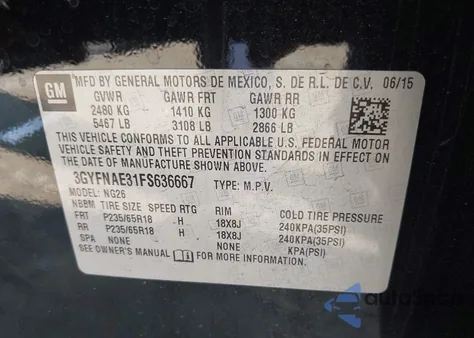 GM
MFD BY GENERAL MOTORS DE MEXICO, S. DE R.L. DE C.V. 06/15
GVWR GAWR FRT GAWR RR
2480 KG 1410 KG 1300 KG
5467 LB 3108 LB 2866 LB
THIS VEHICLE CONFORMS TO ALL APPLICABLE U.S. FEDERAL MOTOR
VEHICLE SAFETY AND THEFT PREVENTION STANDARDS IN EFFECT ON
THE DATE OF MANUFACTURE SHOWN ABOVE.
3GYFNAE31FS636667 TYPE: M.P.V.
MODEL: NG26
NBBM TIRE SIZE SPEED RTG RIM COLD TIRE PRESSURE
FRT P235/65R18 H 18X8J 240KPA(35PSI)
RR P235/65R18 H 18X8J 240KPA(35PSI)
SPA NONE NONE KPA(PSI)
SEE OWNER'S MANUAL FOR MORE INFORMATION.